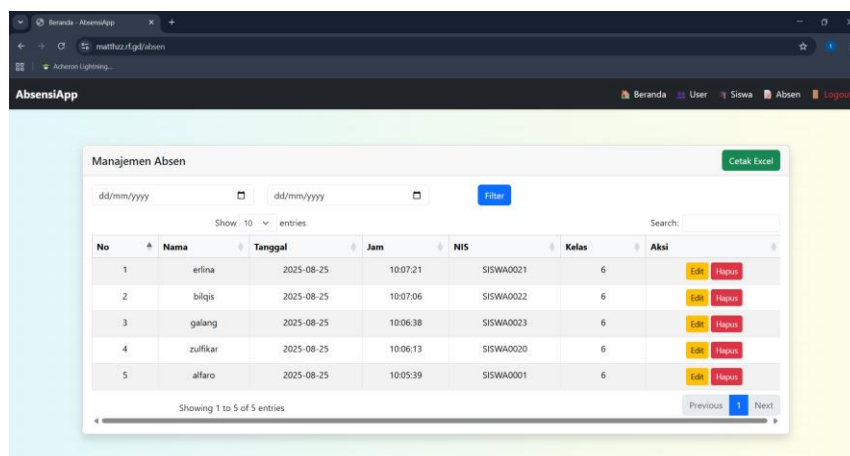 Beranda - AbsensiApp
matthzz.rf.gd/absen
Acheron Lightning...
AbsensiApp
Beranda User Siswa Absen Logout
Manajemen Absen
Cetak Excel
dd/mm/yyyy dd/mm/yyyy Filter
Show 10 entries Search:
No Nama Tanggal Jam NIS Kelas Aksi
1 erlina 2025-08-25 10:07:21 SISWA0021 6 Edit Hapus
2 bilqis 2025-08-25 10:07:06 SISWA0022 6 Edit Hapus
3 galang 2025-08-25 10:06:38 SISWA0023 6 Edit Hapus
4 zulfikar 2025-08-25 10:06:13 SISWA0020 6 Edit Hapus
5 alfaro 2025-08-25 10:05:39 SISWA0001 6 Edit Hapus
Showing 1 to 5 of 5 entries
Previous 1 Next